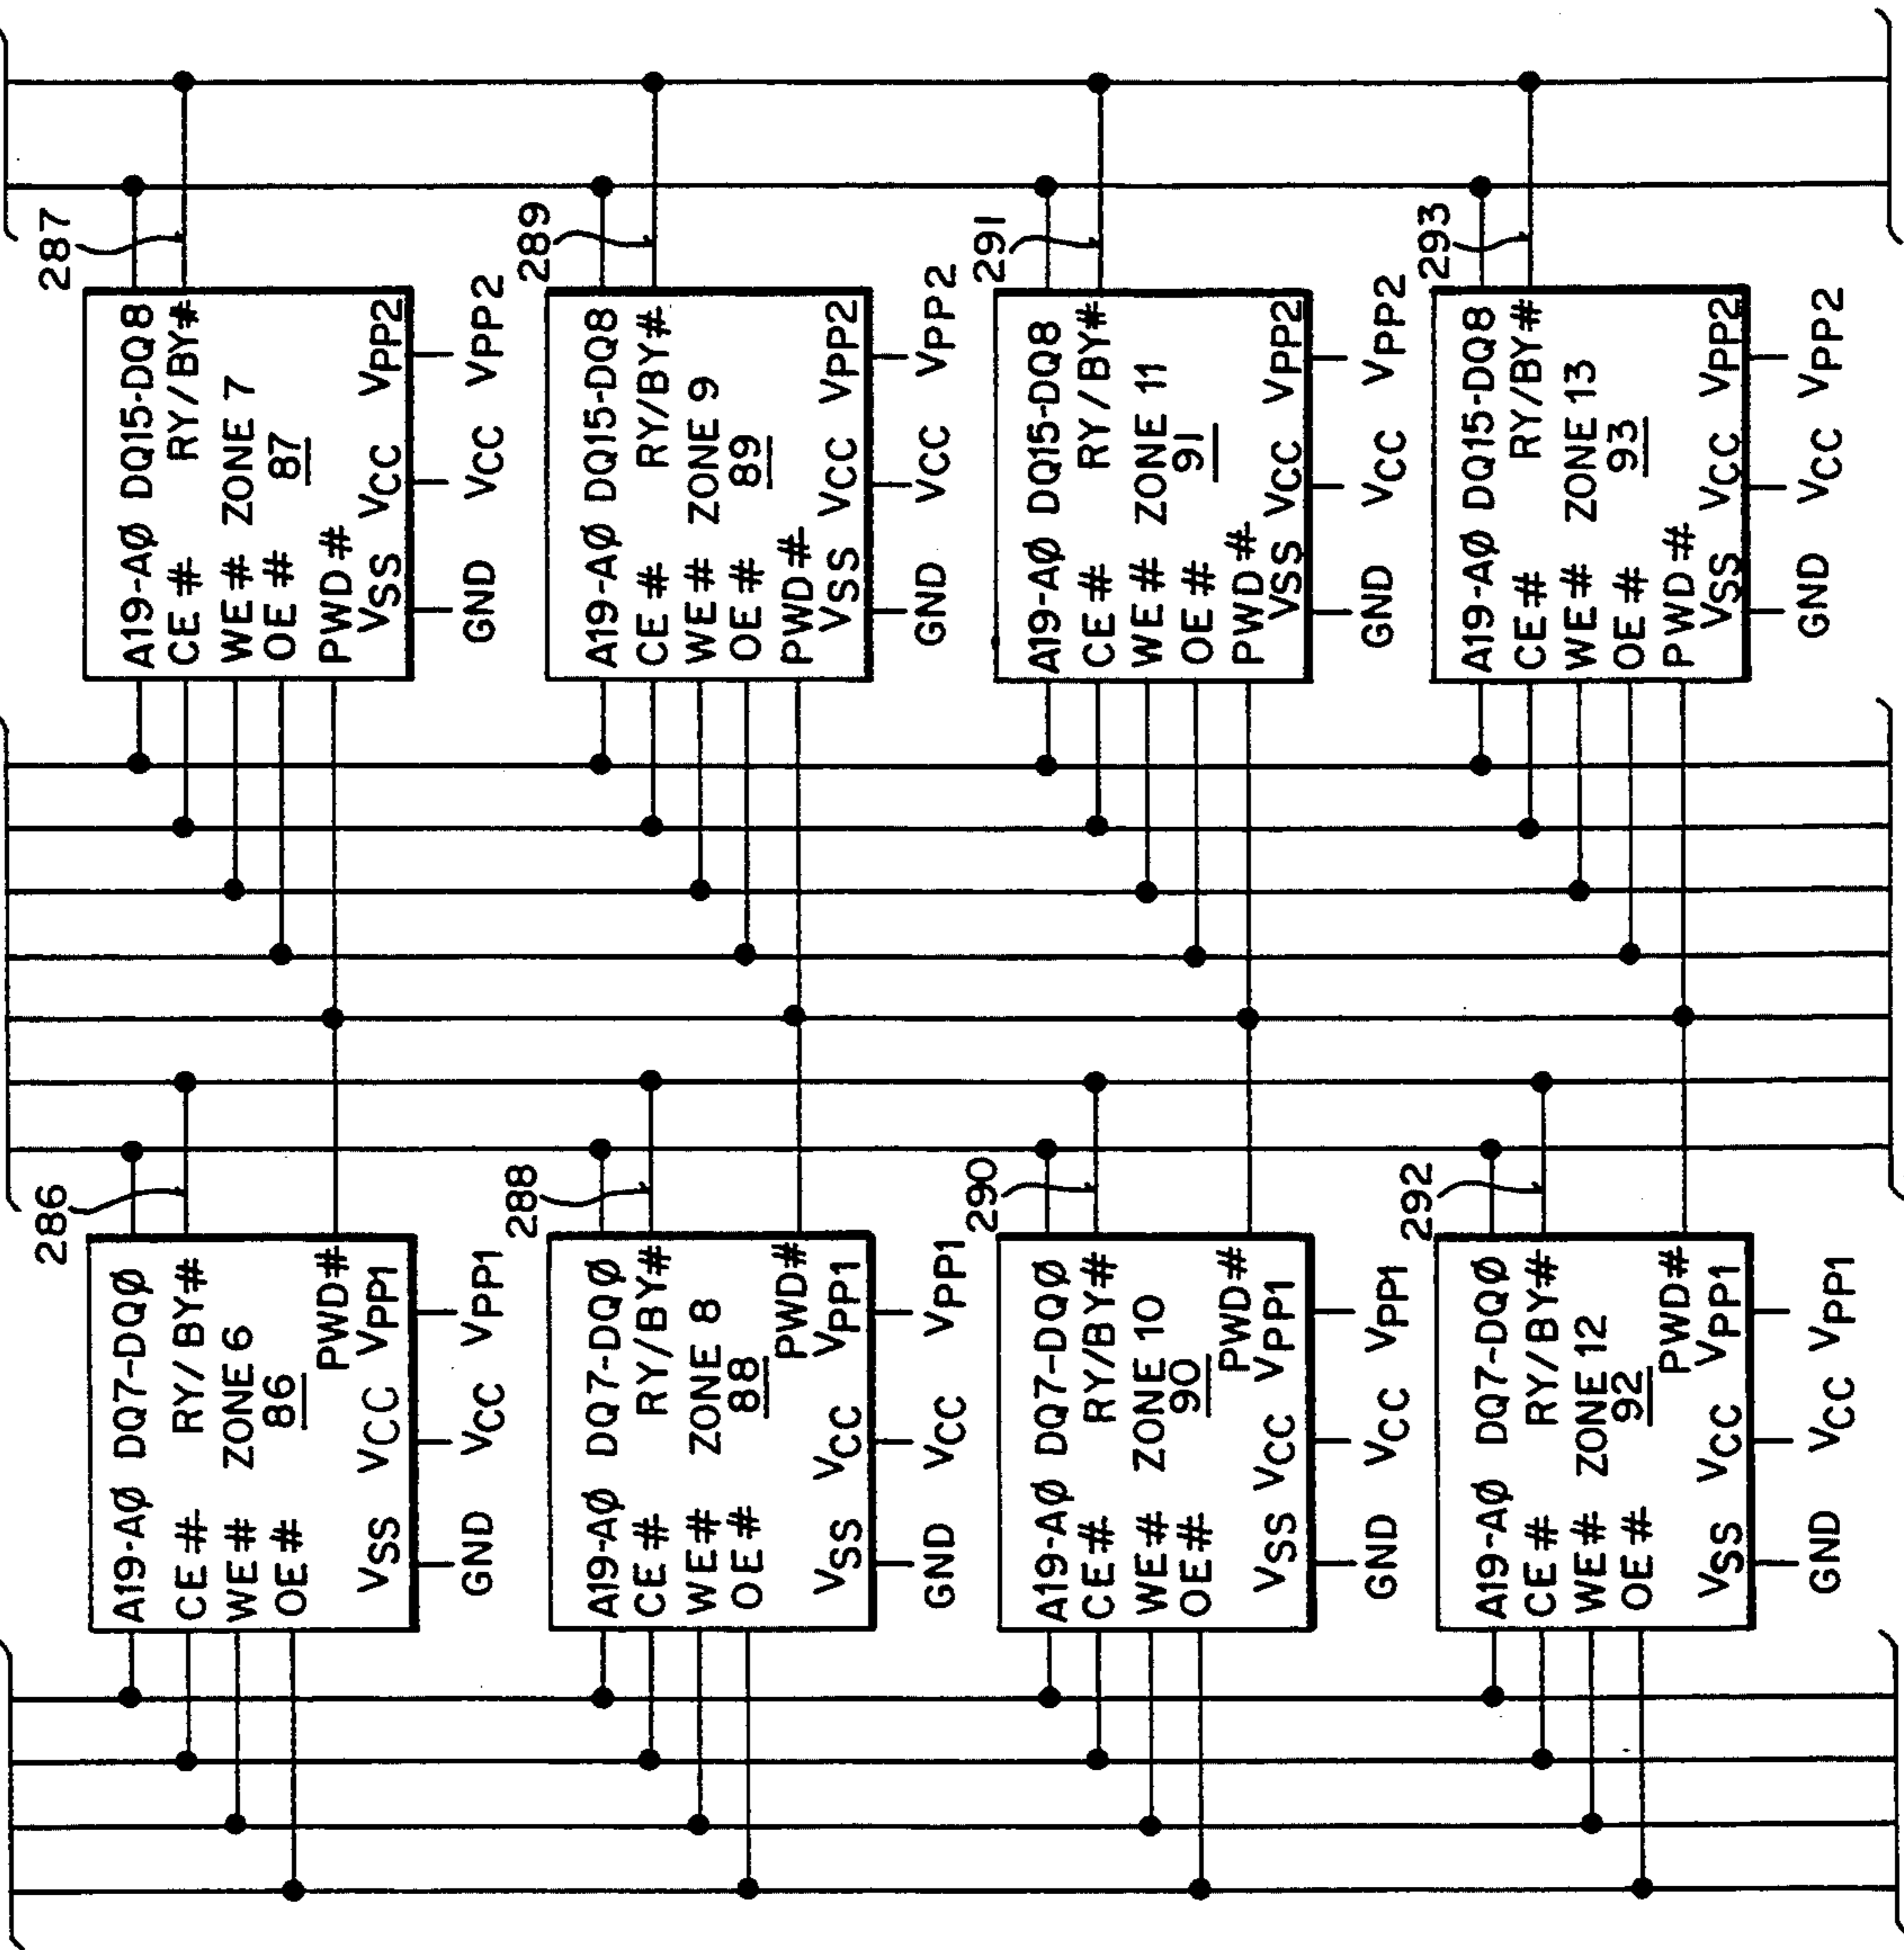 286
A19-AØ DQ7-DQØ
CE# RY/BY#
WE# ZONE 6
OE# 86
PWD#
VSS VCC VPP1
GND VCC VPP1
287
A19-AØ DQ15-DQ8
CE# RY/BY#
WE# ZONE 7
OE# 87
PWD#
VSS VCC VPP2
GND VCC VPP2
288
A19-AØ DQ7-DQØ
CE# RY/BY#
WE# ZONE 8
OE# 88
PWD#
VSS VCC VPP1
GND VCC VPP1
289
A19-AØ DQ15-DQ8
CE# RY/BY#
WE# ZONE 9
OE# 89
PWD#
VSS VCC VPP2
GND VCC VPP2
290
A19-AØ DQ7-DQØ
CE# RY/BY#
WE# ZONE 10
OE# 90
PWD#
VSS VCC VPP1
GND VCC VPP1
291
A19-AØ DQ15-DQ8
CE# RY/BY#
WE# ZONE 11
OE# 91
PWD#
VSS VCC VPP2
GND VCC VPP2
292
A19-AØ DQ7-DQØ
CE# RY/BY#
WE# ZONE 12
OE# 92
PWD#
VSS VCC VPP1
GND VCC VPP1
293
A19-AØ DQ15-DQ8
CE# RY/BY#
WE# ZONE 13
OE# 93
PWD#
VSS VCC VPP2
GND VCC VPP2